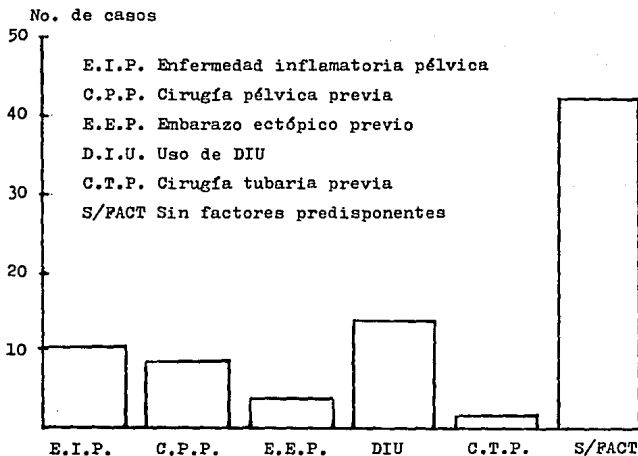 No. de casos
50
E.I.P. Enfermedad inflamatoria pélvica
C.P.P. Cirugía pélvica previa
40
E.E.P. Embarazo ectópico previo
D.I.U. Uso de DIU
C.T.P. Cirugía tubaria previa
30
S/FACT Sin factores predisponentes
20
10
E.I.P. C.P.P. E.E.P. DIU C.T.P. S/FACT